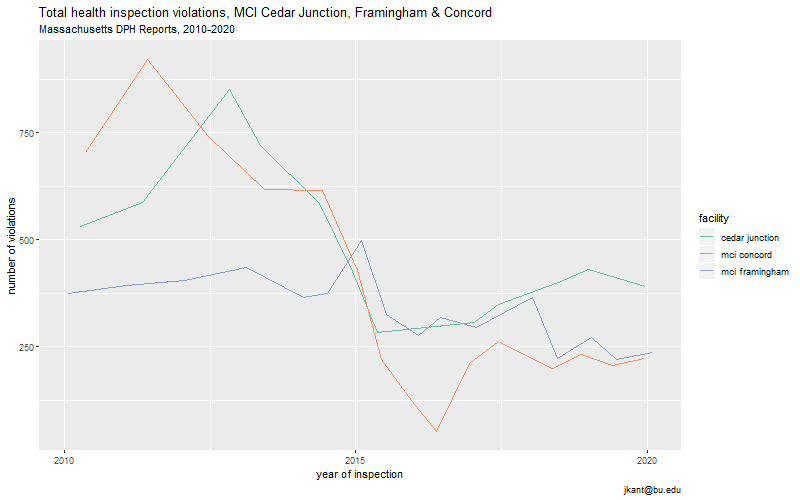 Total health inspection violations, MCI Cedar Junction, Framingham & Concord
Massachusetts DPH Reports, 2010-2020
number of violations
750
500
250
2010
2015
2020
year of inspection
facility
cedar junction
mci concord
mci framingham
jkant@bu.edu